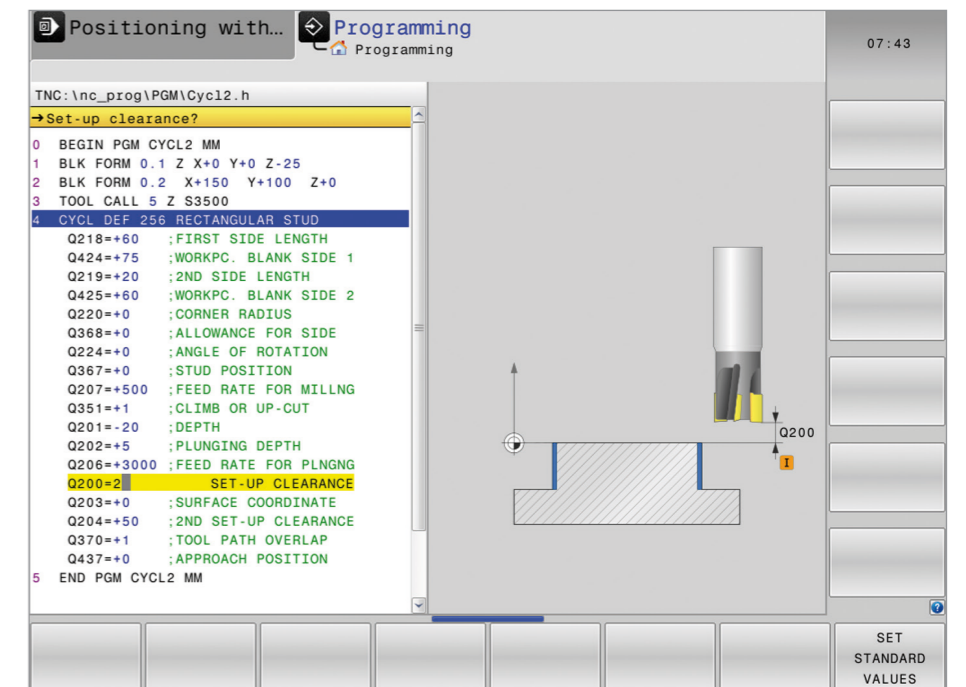 Positioning with... Programming
Programming
07:43
TNC:\nc_prog\PGM\Cycl2.h
→Set-up clearance?
0 BEGIN PGM CYCL2 MM
1 BLK FORM 0.1 Z X+0 Y+0 Z-25
2 BLK FORM 0.2 X+150 Y+100 Z+0
3 TOOL CALL 5 Z S3500
4 CYCL DEF 256 RECTANGULAR STUD
Q218=+60 ;FIRST SIDE LENGTH
Q424=+75 ;WORKPC. BLANK SIDE 1
Q219=+20 ;2ND SIDE LENGTH
Q425=+60 ;WORKPC. BLANK SIDE 2
Q220=+0 ;CORNER RADIUS
Q368=+0 ;ALLOWANCE FOR SIDE
Q224=+0 ;ANGLE OF ROTATION
Q367=+0 ;STUD POSITION
Q207=+500 ;FEED RATE FOR MILLNG
Q351=+1 ;CLIMB OR UP-CUT
Q201=-20 ;DEPTH
Q202=+5 ;PLUNGING DEPTH
Q206=+3000 ;FEED RATE FOR PLNGNG
Q200=2 SET-UP CLEARANCE
Q203=+0 ;SURFACE COORDINATE
Q204=+50 ;2ND SET-UP CLEARANCE
Q370=+1 ;TOOL PATH OVERLAP
Q437=+0 ;APPROACH POSITION
5 END PGM CYCL2 MM
Q200
I
?
SET
STANDARD
VALUES